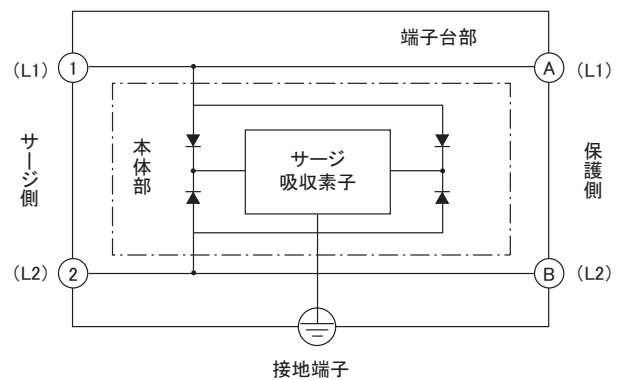 端子台部
(L1)
1
A
(L1)
サージ側
本体部
サージ
吸収素子
保護側
(L2)
2
B
(L2)
接地端子